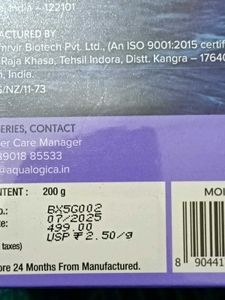 India – 122101
ACTURED BY
mrvir Biotech Pvt. Ltd., (An ISO 9001:2015 certif
Raja Khasa, Tehsil Indora, Distt. Kangra – 17640
n, India.
S/NZ/11-73
ERIES, CONTACT
er Care Manager
89018 85533
@aqualogica.in
NTENT : 200 g
o.: BX5G002
07/2025
499.00
USP ₹ 2.50/g
taxes)
ore 24 Months From Manufactured.
MOI
8 90441